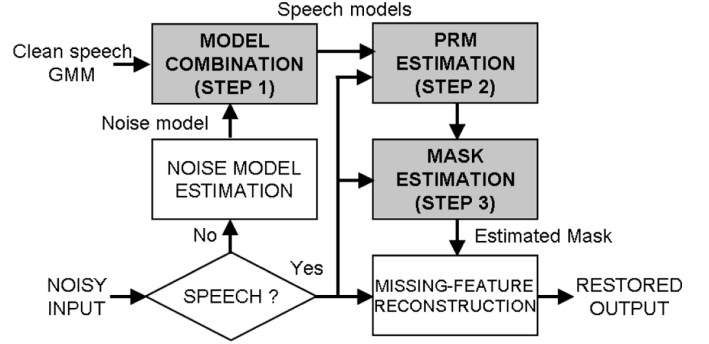 Speech models
Clean speech
GMM
MODEL
COMBINATION
(STEP 1)
PRM
ESTIMATION
(STEP 2)
Noise model
NOISE MODEL
ESTIMATION
MASK
ESTIMATION
(STEP 3)
No
Estimated Mask
NOISY
INPUT
SPEECH ?
Yes
MISSING-FEATURE
RECONSTRUCTION
RESTORED
OUTPUT